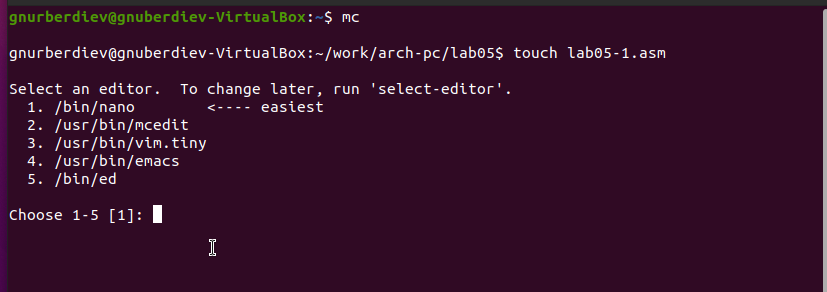 gnurberdiev@gnuberdiev-VirtualBox:~$ mc
gnurberdiev@gnuberdiev-VirtualBox:~/work/arch-pc/lab05$ touch lab05-1.asm
Select an editor.  To change later, run 'select-editor'.
  1. /bin/nano        <---- easiest
  2. /usr/bin/mcedit
  3. /usr/bin/vim.tiny
  4. /usr/bin/emacs
  5. /bin/ed
Choose 1-5 [1]: